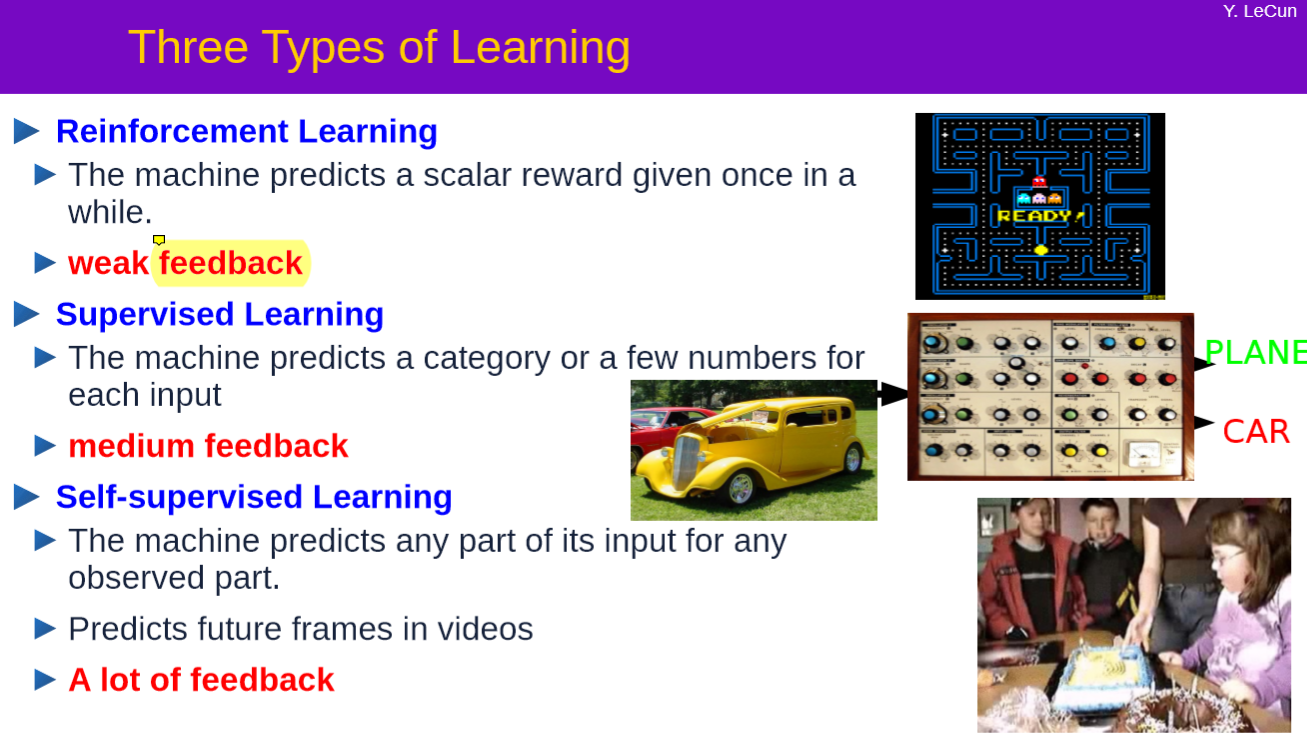 Y. LeCun
Three Types of Learning
Reinforcement Learning
The machine predicts a scalar reward given once in a
while.
weak feedback
Supervised Learning
The machine predicts a category or a few numbers for
each input
medium feedback
Self-supervised Learning
The machine predicts any part of its input for any
observed part.
Predicts future frames in videos
A lot of feedback
READY!
PLANE
CAR